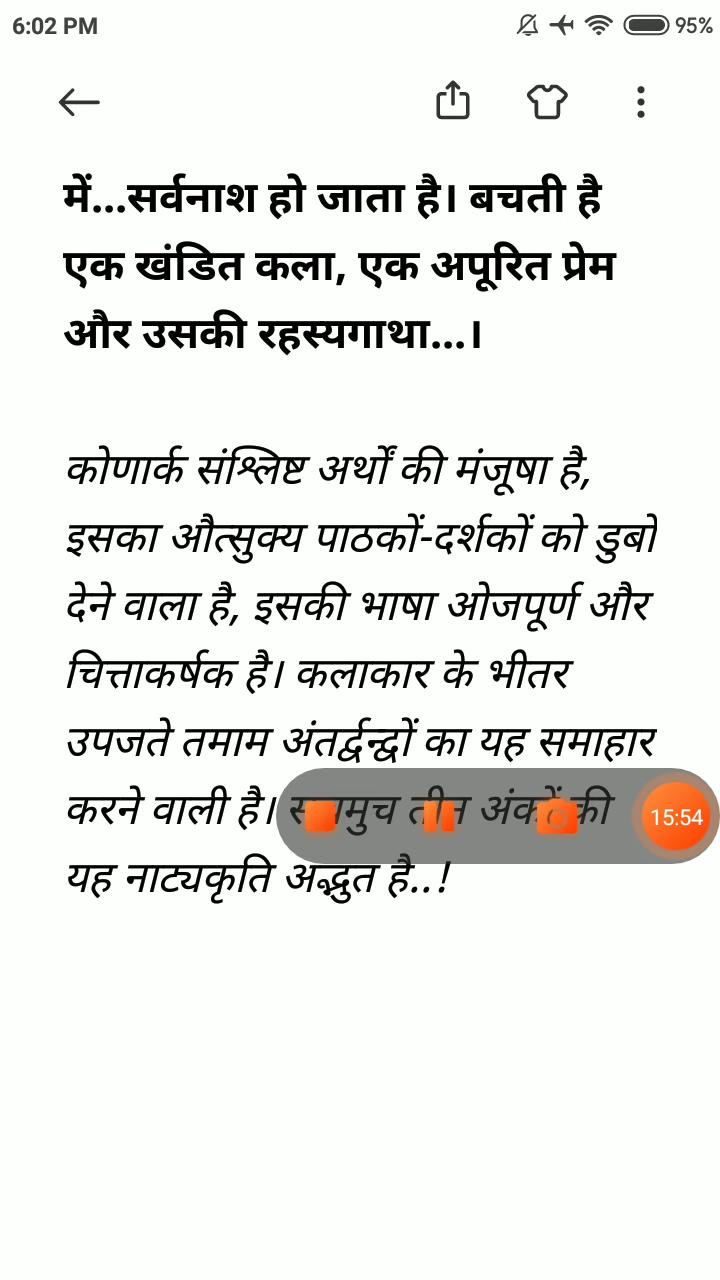 6:02 PM
95%
में...सर्वनाश हो जाता है। बचती है
एक खंडित कला, एक अपूरित प्रेम
और उसकी रहस्यगाथा...।
कोणार्क संश्लिष्ट अर्थों की मंजूषा है,
इसका औत्सुक्य पाठकों-दर्शकों को डुबो
देने वाला है, इसकी भाषा ओजपूर्ण और
चित्ताकर्षक है। कलाकार के भीतर
उपजते तमाम अंतर्द्वन्द्वों का यह समाहार
करने वाली है। सचमुच तीन अंकों की
15:54
यह नाट्यकृति अद्भुत है..!